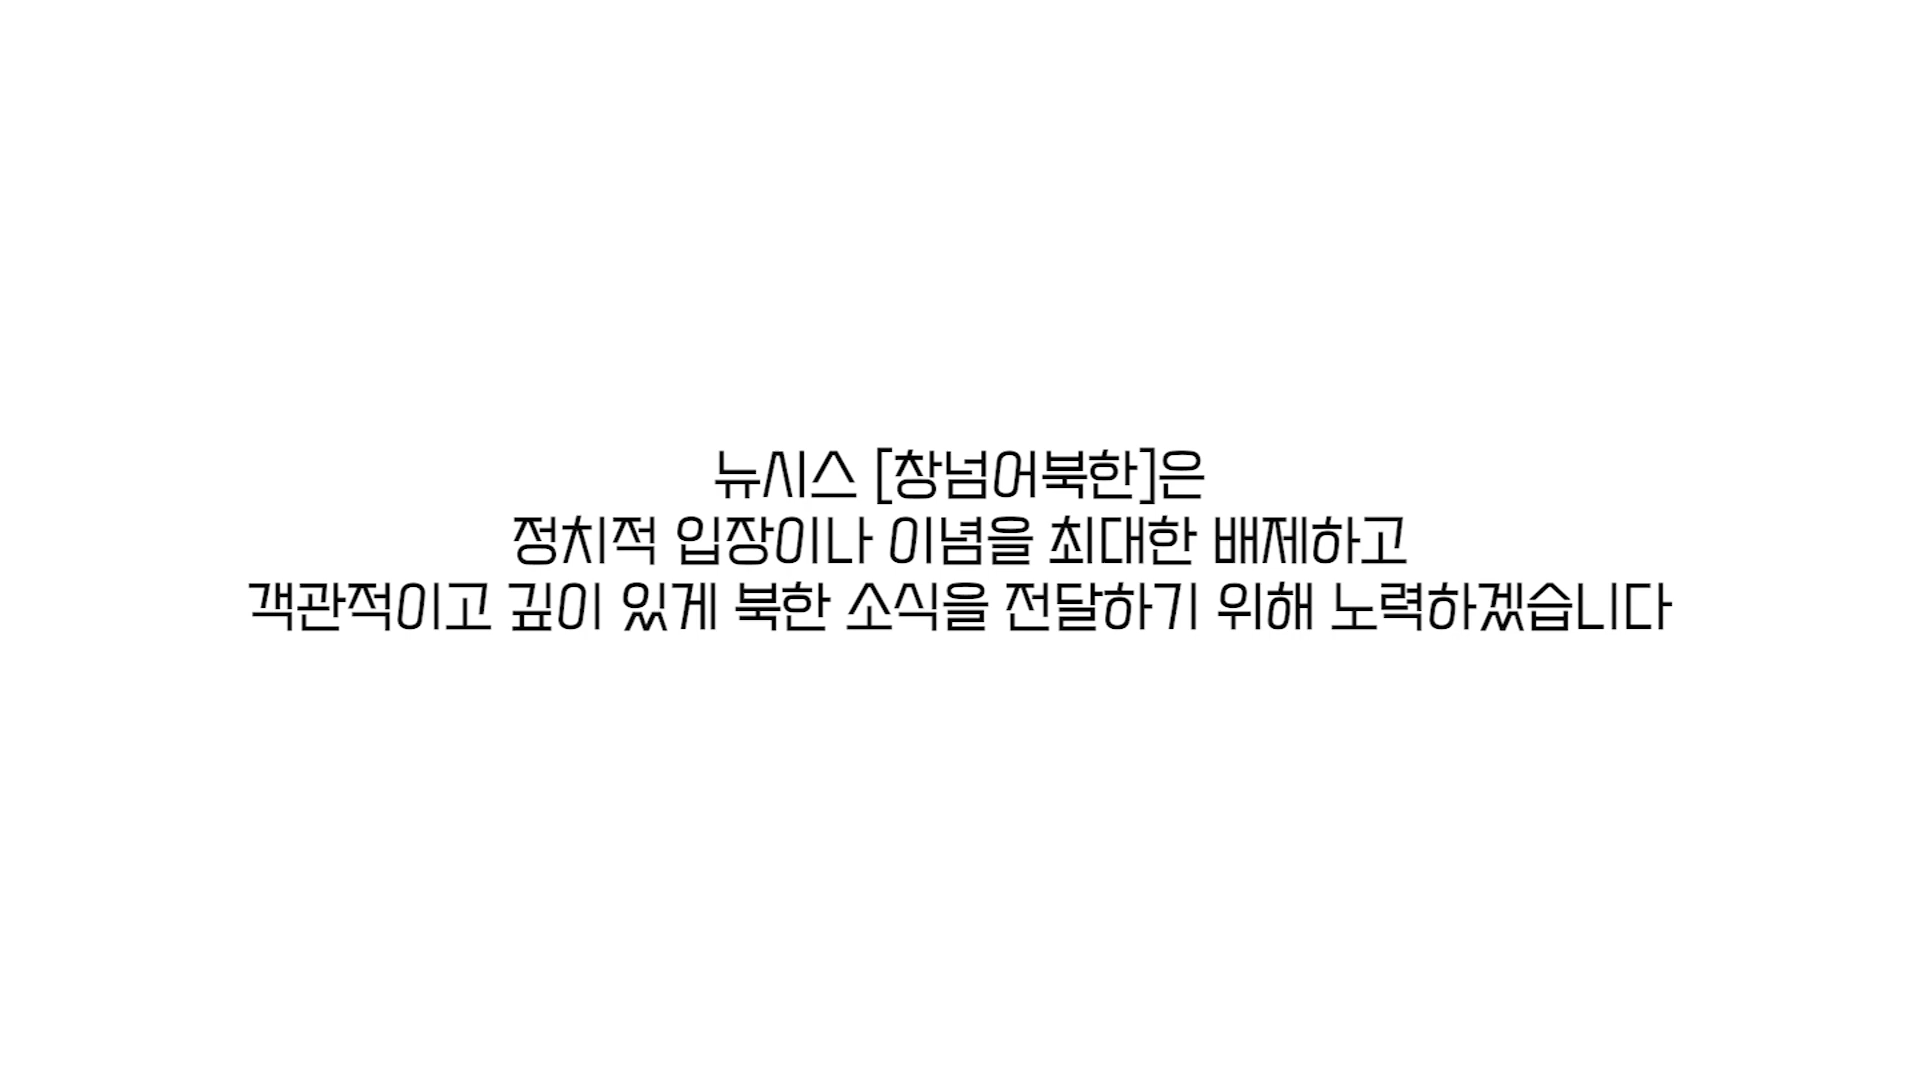 뉴시스 [창넘어북한]은
정치적 입장이나 이념을 최대한 배제하고
객관적이고 깊이 있게 북한 소식을 전달하기 위해 노력하겠습니다